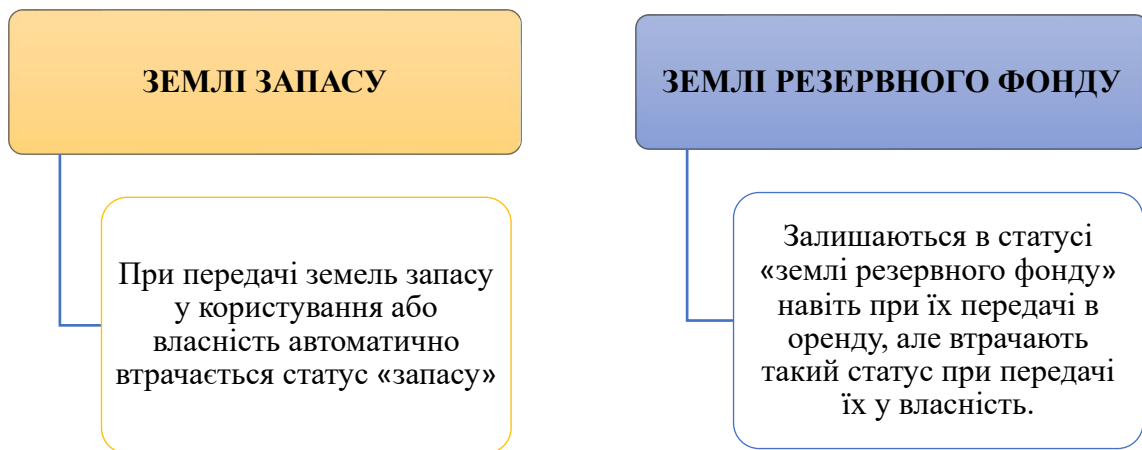 ЗЕМЛІ ЗАПАСУ
При передачі земель запасу
у користування або
власність автоматично
втрачається статус «запасу»
ЗЕМЛІ РЕЗЕРВНОГО ФОНДУ
Залишаються в статусі
«землі резервного фонду»
навіть при їх передачі в
оренду, але втрачають
такий статус при передачі
їх у власність.